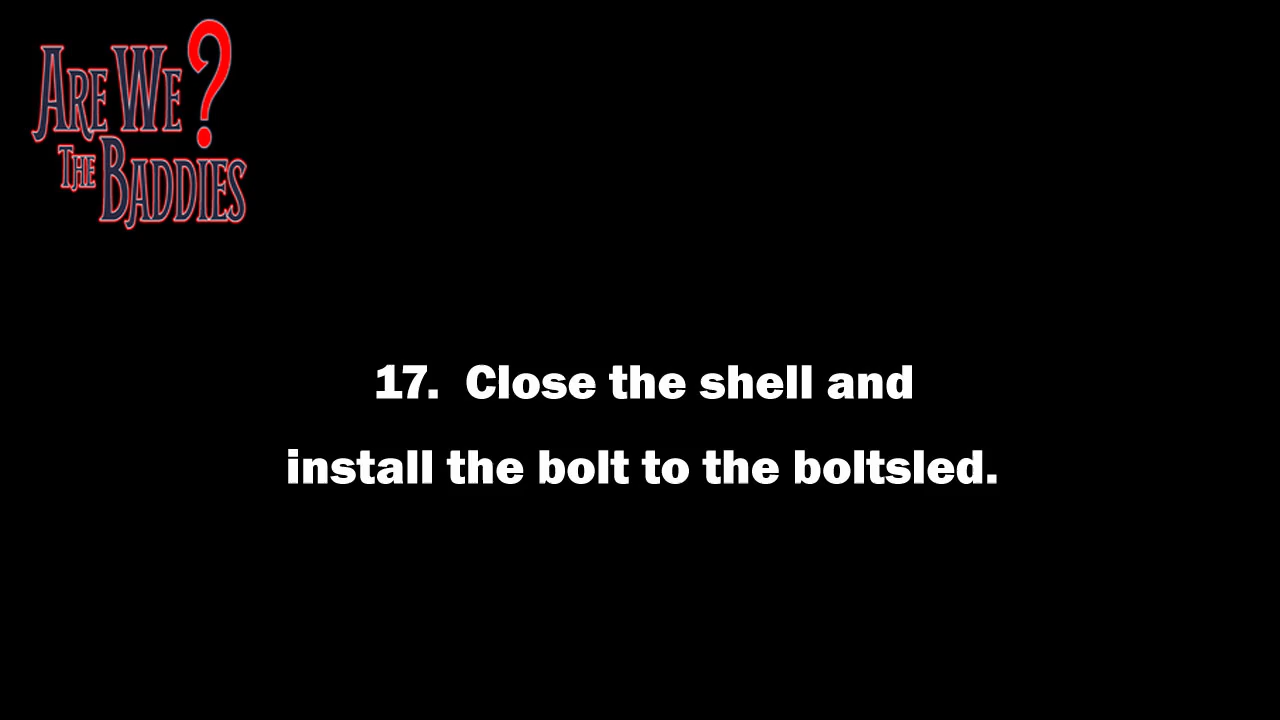 ARE WE?
THE BADDIES
17. Close the shell and
install the bolt to the boltsled.